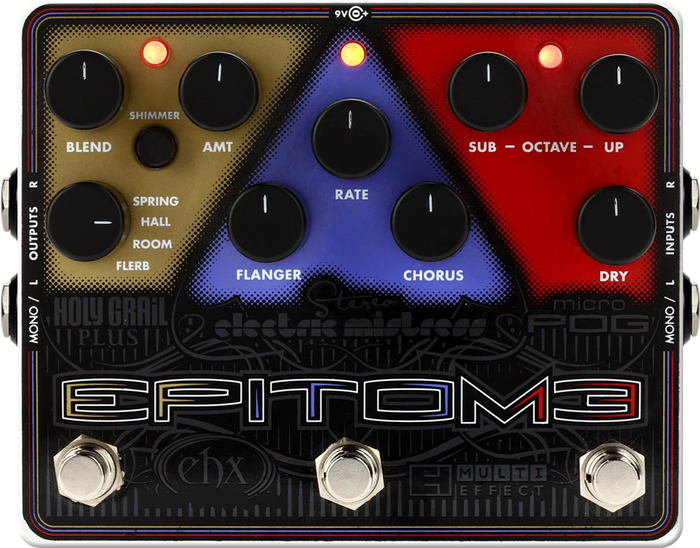 9V - +
BLEND
SHIMMER
AMT
SPRING
HALL
ROOM
FLERB
RATE
FLANGER
CHORUS
SUB – OCTAVE – UP
DRY
OUTPUTS R
MONO / L
INPUTS R
MONO / L
HOLY GRAIL
PLUS
Stereo
electric mistress
micro
POG
EPITOM3
ehx
MULTI
EFFECT